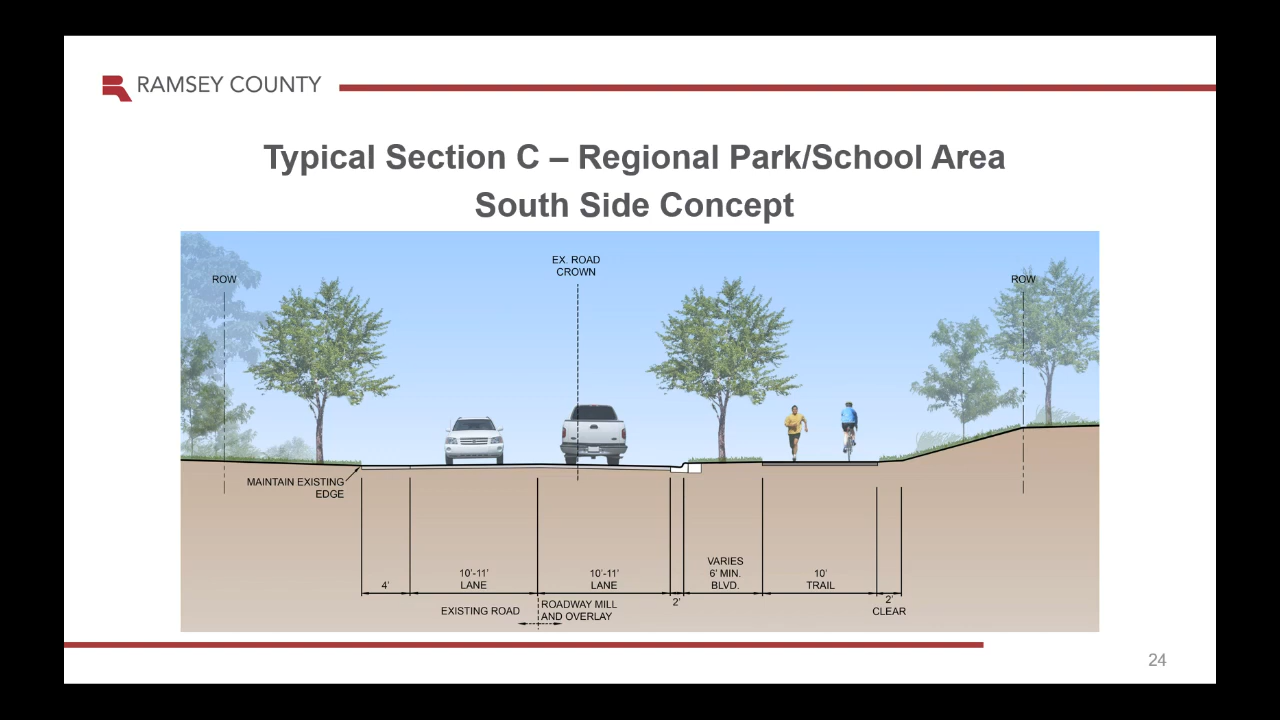 RAMSEY COUNTY
Typical Section C – Regional Park/School Area
South Side Concept
ROW
EX. ROAD
CROWN
ROW
MAINTAIN EXISTING
EDGE
4'
10'-11'
LANE
10'-11'
LANE
2'
VARIES
6' MIN.
BLVD.
10'
TRAIL
2'
CLEAR
EXISTING ROAD
ROADWAY MILL
AND OVERLAY
24